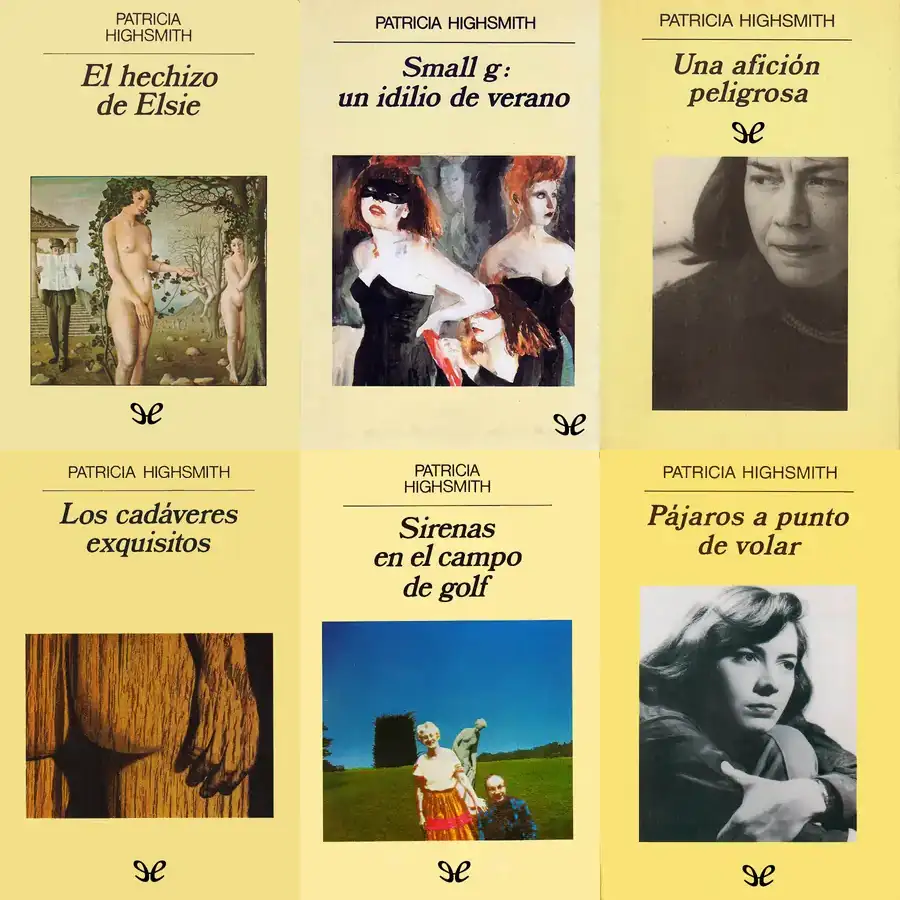 PATRICIA
HIGHSMITH
El hechizo
de Elsie
PATRICIA HIGHSMITH
Small g:
un idilio de verano
PATRICIA HIGHSMITH
Una afición
peligrosa
PATRICIA HIGHSMITH
Los cadáveres
exquisitos
PATRICIA
HIGHSMITH
Sirenas
en el campo
de golf
PATRICIA HIGHSMITH
Pájaros a punto
de volar